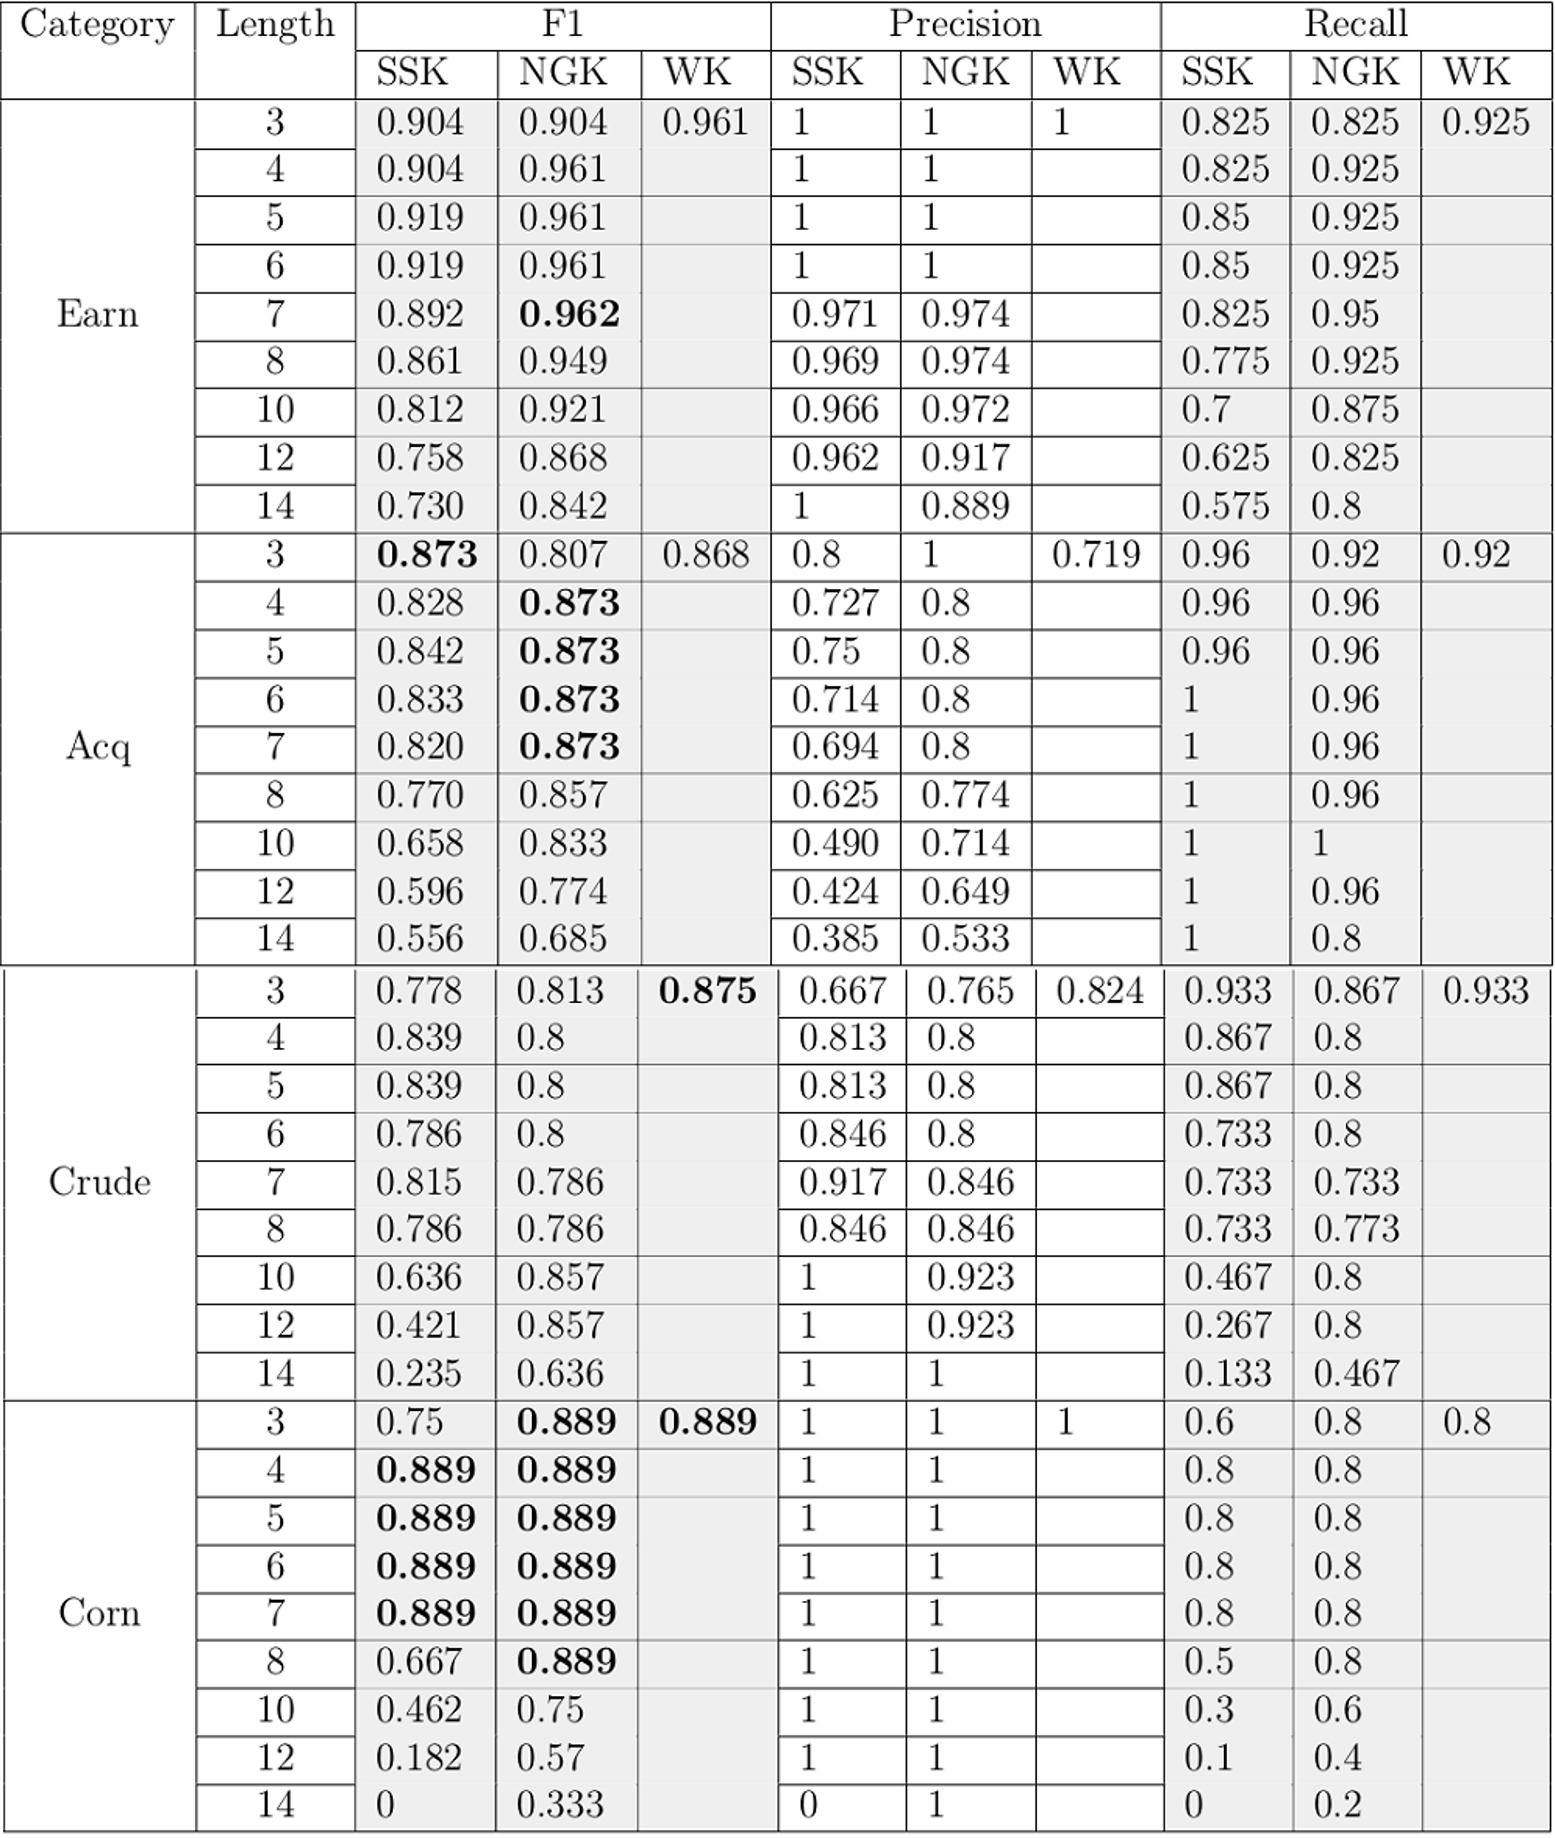 Category Length F1 Precision Recall
SSK NGK WK SSK NGK WK SSK NGK WK
3 0.904 0.904 0.961 1 1 1 0.825 0.825 0.925
4 0.904 0.961 1 1 0.825 0.925
5 0.919 0.961 1 1 0.85 0.925
6 0.919 0.961 1 1 0.85 0.925
Earn 7 0.892 0.962 0.971 0.974 0.825 0.95
8 0.861 0.949 0.969 0.974 0.775 0.925
10 0.812 0.921 0.966 0.972 0.7 0.875
12 0.758 0.868 0.962 0.917 0.625 0.825
14 0.730 0.842 1 0.889 0.575 0.8
3 0.873 0.807 0.868 0.8 1 0.719 0.96 0.92 0.92
4 0.828 0.873 0.727 0.8 0.96 0.96
5 0.842 0.873 0.75 0.8 0.96 0.96
6 0.833 0.873 0.714 0.8 1 0.96
Acq 7 0.820 0.873 0.694 0.8 1 0.96
8 0.770 0.857 0.625 0.774 1 0.96
10 0.658 0.833 0.490 0.714 1 1
12 0.596 0.774 0.424 0.649 1 0.96
14 0.556 0.685 0.385 0.533 1 0.8
3 0.778 0.813 0.875 0.667 0.765 0.824 0.933 0.867 0.933
4 0.839 0.8 0.813 0.8 0.867 0.8
5 0.839 0.8 0.813 0.8 0.867 0.8
6 0.786 0.8 0.846 0.8 0.733 0.8
Crude 7 0.815 0.786 0.917 0.846 0.733 0.733
8 0.786 0.786 0.846 0.846 0.733 0.773
10 0.636 0.857 1 0.923 0.467 0.8
12 0.421 0.857 1 0.923 0.267 0.8
14 0.235 0.636 1 1 0.133 0.467
3 0.75 0.889 0.889 1 1 1 0.6 0.8 0.8
4 0.889 0.889 1 1 0.8 0.8
5 0.889 0.889 1 1 0.8 0.8
6 0.889 0.889 1 1 0.8 0.8
Corn 7 0.889 0.889 1 1 0.8 0.8
8 0.667 0.889 1 1 0.5 0.8
10 0.462 0.75 1 1 0.3 0.6
12 0.182 0.57 1 1 0.1 0.4
14 0 0.333 0 1 0 0.2